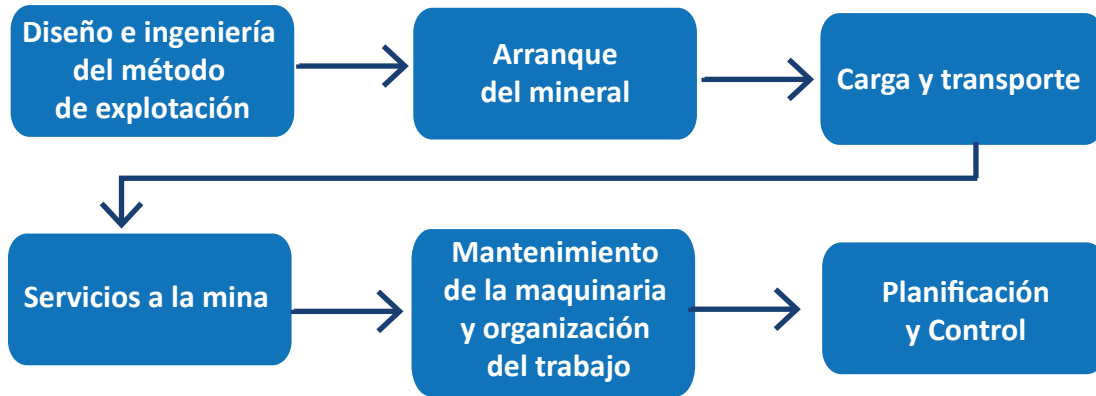 Diseño e ingeniería
del método
de explotación
Arranque
del mineral
Carga y transporte
Servicios a la mina
Mantenimiento
de la maquinaria
y organización
del trabajo
Planificación
y Control